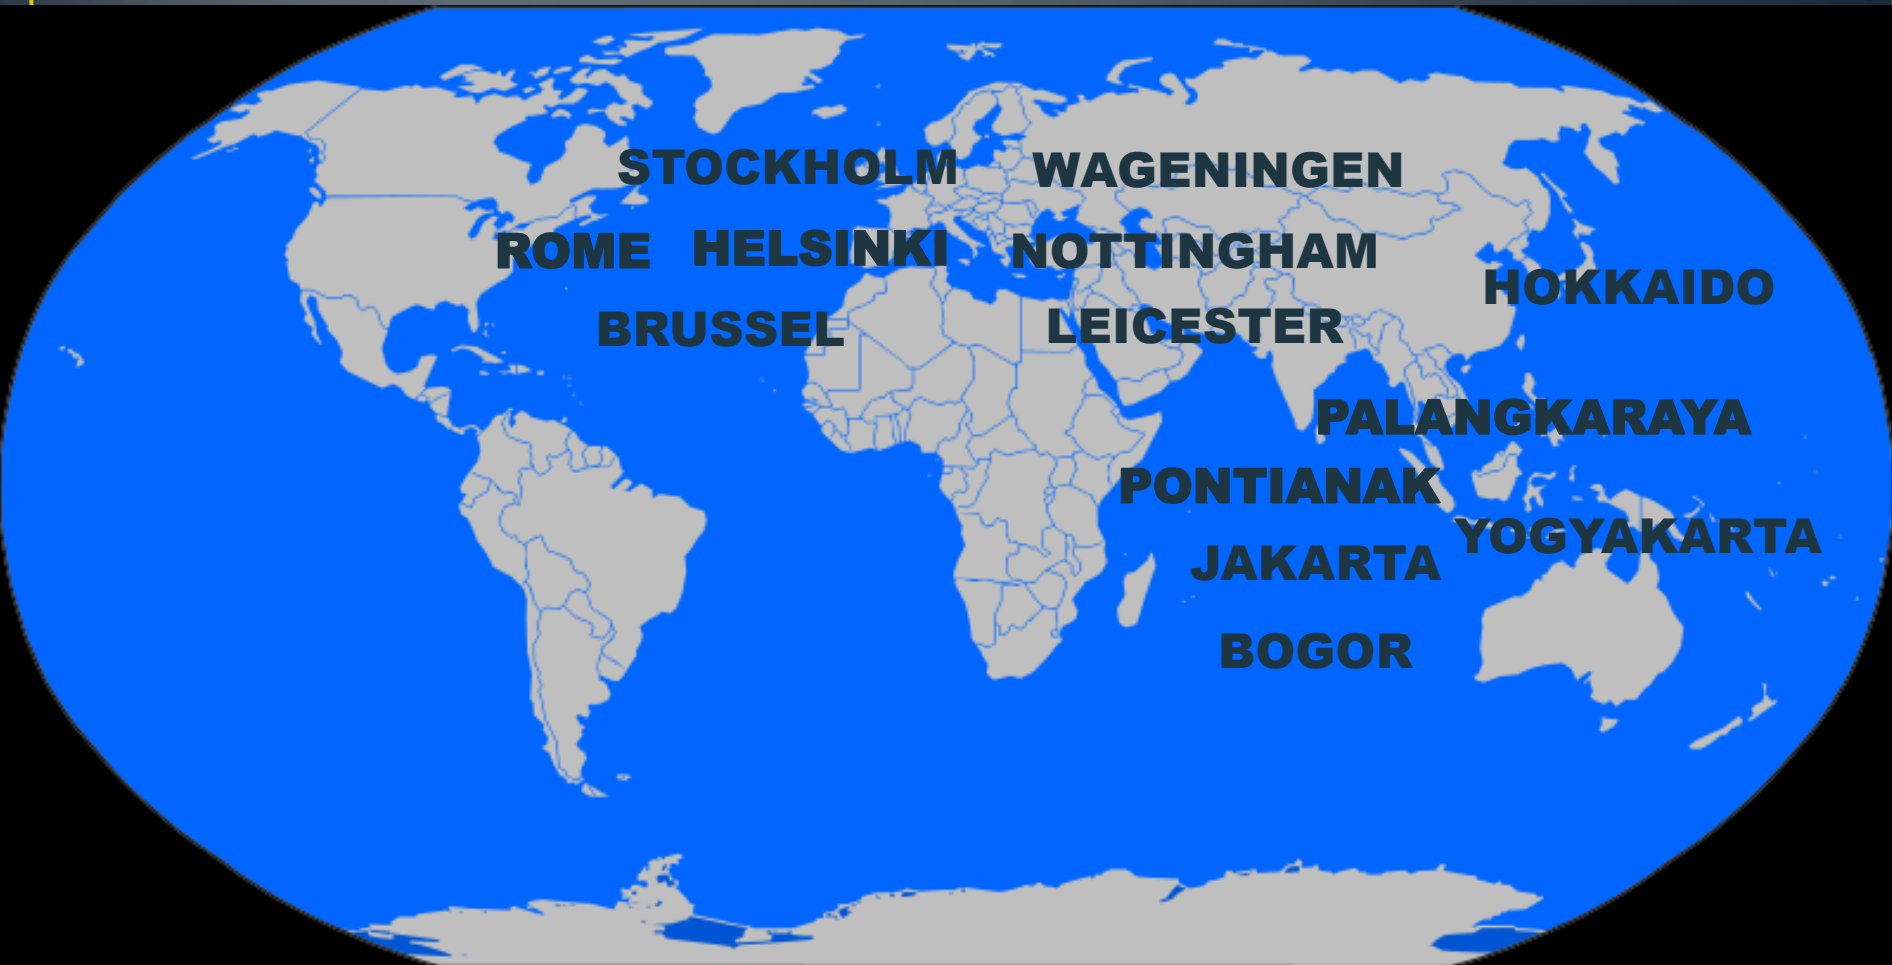 STOCKHOLM
WAGENINGEN
ROME
HELSINKI
NOTTINGHAM
HOKKAIDO
BRUSSEL
LEICESTER
PALANGKARAYA
PONTIANAK
YOGYAKARTA
JAKARTA
BOGOR